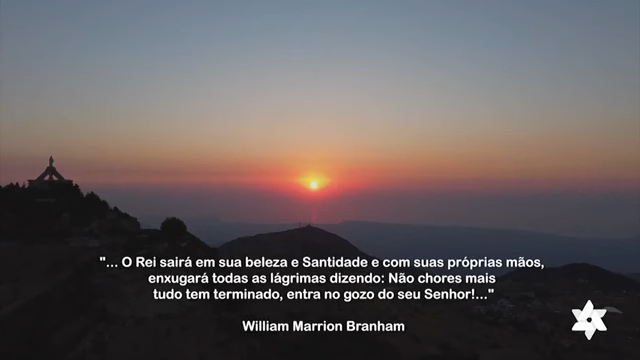 "... O Rei sairá em sua beleza e Santidade e com suas próprias mãos,
enxugará todas as lágrimas dizendo: Não chores mais
tudo tem terminado, entra no gozo do seu Senhor!..."
William Marrion Branham